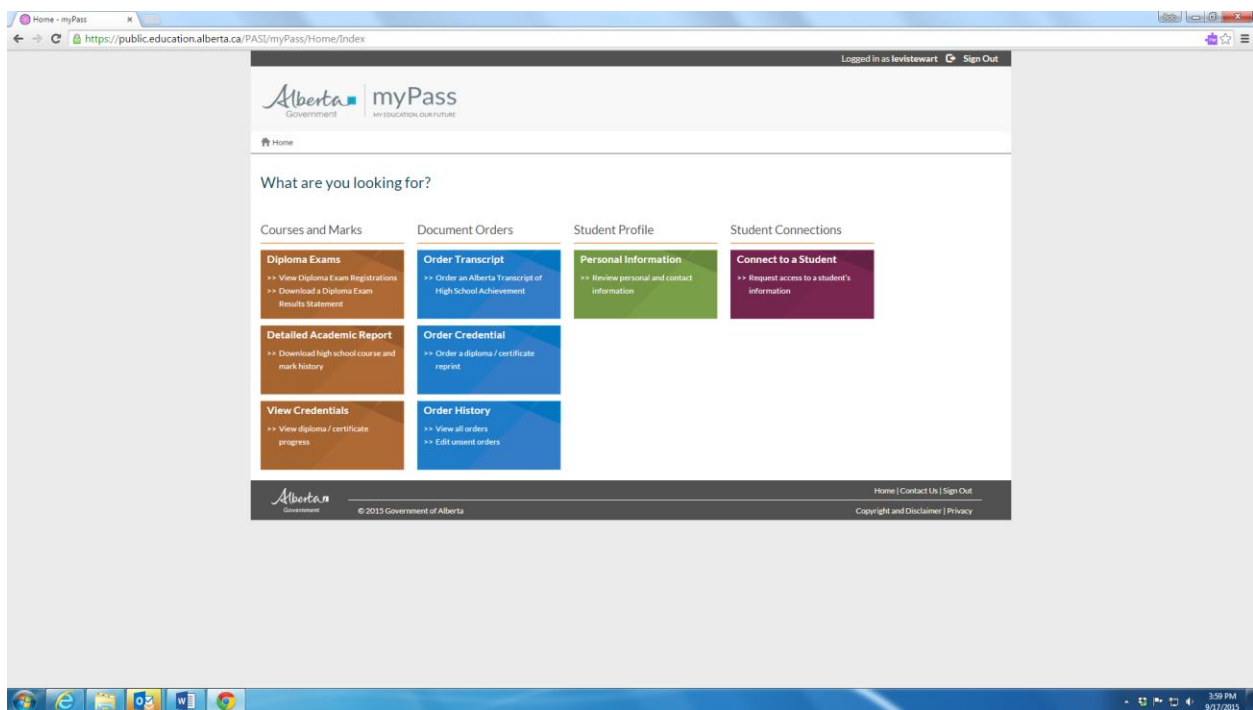 Home - myPass
https://public.education.alberta.ca/PASI/myPass/Home/Index
Logged in as levistewart Sign Out
Alberta
Government
myPass
MY EDUCATION, OUR FUTURE
Home
What are you looking for?
Courses and Marks
Diploma Exams
>> View Diploma Exam Registrations
>> Download a Diploma Exam
Results Statement
Detailed Academic Report
>> Download high school course and
mark history
View Credentials
>> View diploma / certificate
progress
Document Orders
Order Transcript
>> Order an Alberta Transcript of
High School Achievement
Order Credential
>> Order a diploma / certificate
reprint
Order History
>> View all orders
>> Edit unsent orders
Student Profile
Personal Information
>> Review personal and contact
information
Student Connections
Connect to a Student
>> Request access to a student's
information
Alberta
Government
Home | Contact Us | Sign Out
© 2015 Government of Alberta
Copyright and Disclaimer | Privacy
3:59 PM
9/17/2015